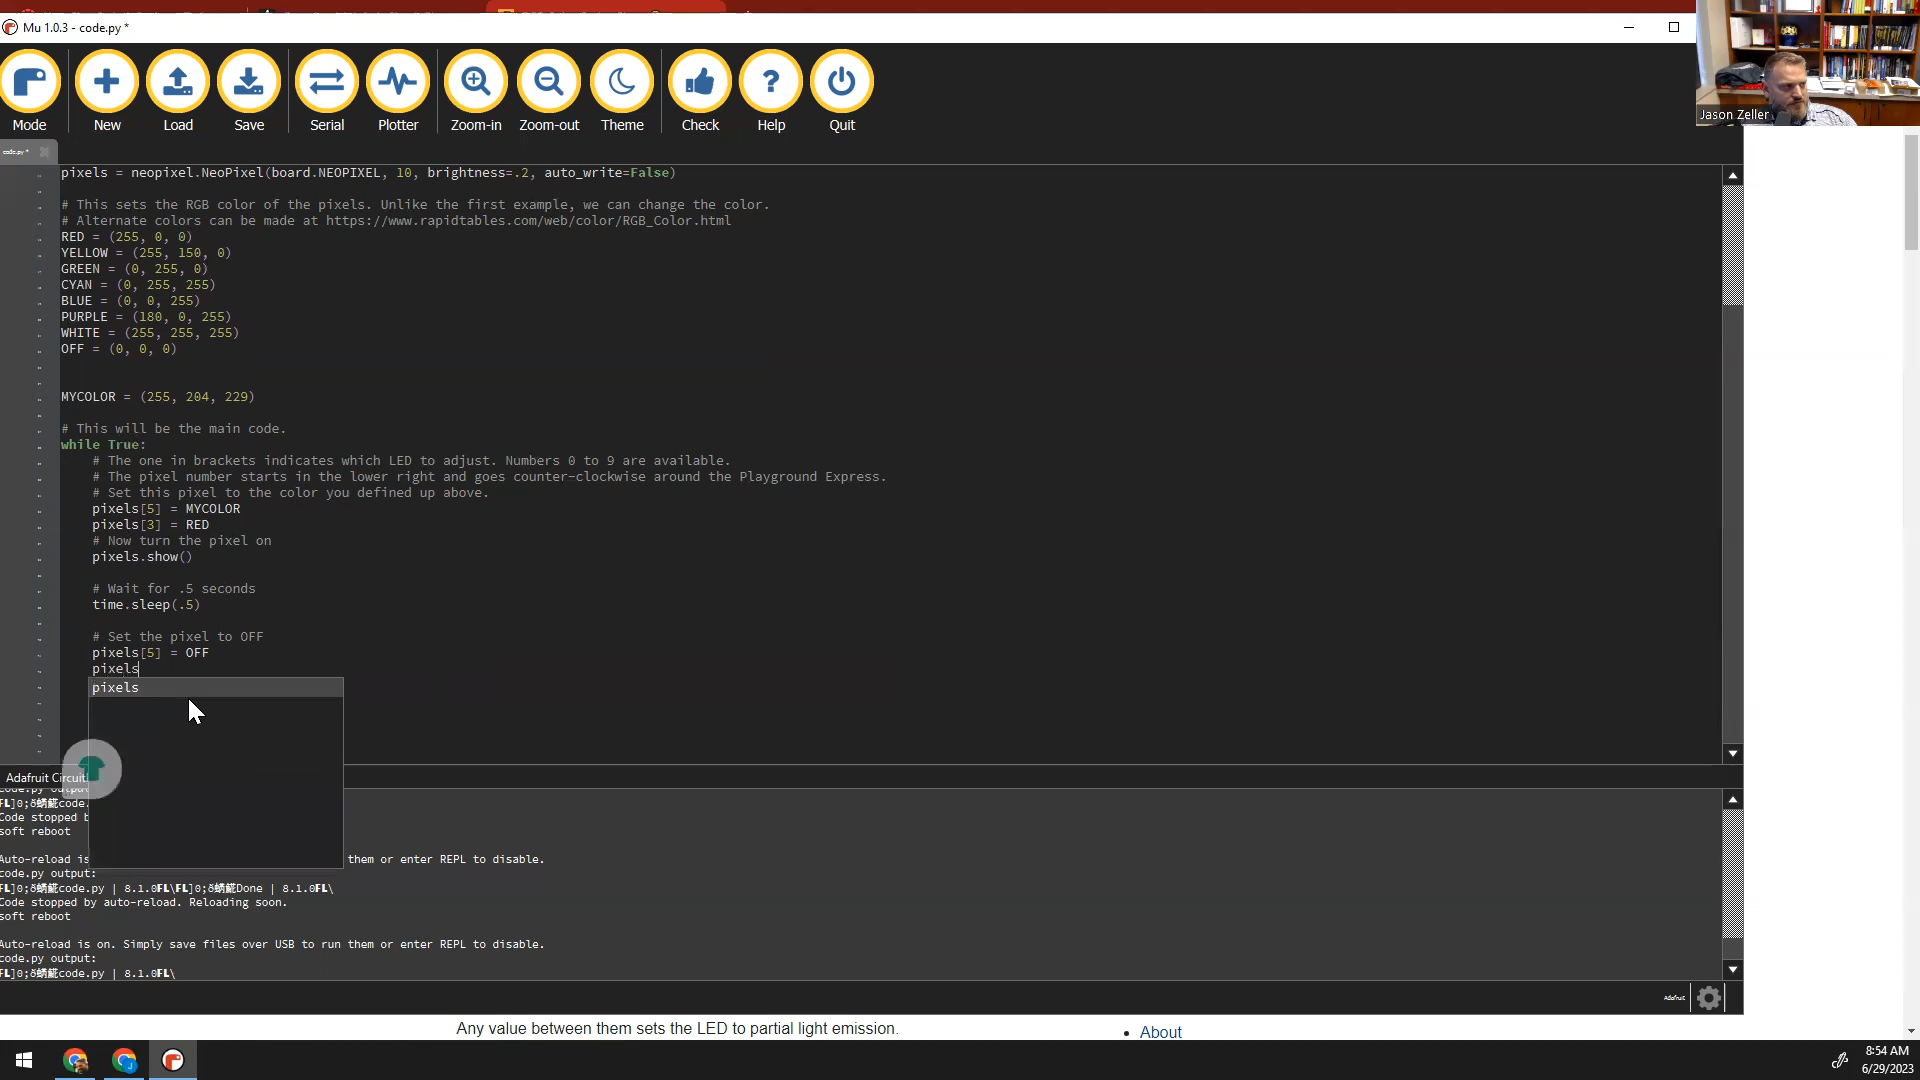 Mu 1.0.3 - code.py *
Jason Zeller
Mode
New
Load
Save
Serial
Plotter
Zoom-in
Zoom-out
Theme
Check
Help
Quit
code.py *
pixels = neopixel.NeoPixel(board.NEOPIXEL, 10, brightness=.2, auto_write=False)
# This sets the RGB color of the pixels. Unlike the first example, we can change the color.
# Alternate colors can be made at https://www.rapidtables.com/web/color/RGB_Color.html
RED = (255, 0, 0)
YELLOW = (255, 150, 0)
GREEN = (0, 255, 0)
CYAN = (0, 255, 255)
BLUE = (0, 0, 255)
PURPLE = (180, 0, 255)
WHITE = (255, 255, 255)
OFF = (0, 0, 0)
MYCOLOR = (255, 204, 229)
# This will be the main code.
while True:
# The one in brackets indicates which LED to adjust. Numbers 0 to 9 are available.
# The pixel number starts in the lower right and goes counter-clockwise around the Playground Express.
# Set this pixel to the color you defined up above.
pixels[5] = MYCOLOR
pixels[3] = RED
# Now turn the pixel on
pixels.show()
# Wait for .5 seconds
time.sleep(.5)
# Set the pixel to OFF
pixels[5] = OFF
pixels
pixels
Adafruit
code.py
code.
Code stopped b
soft reboot
Auto-reload is them or enter REPL to disable.
code.py output:
code.py | 8.1.0 Done | 8.1.0
Code stopped by auto-reload. Reloading soon.
soft reboot
Auto-reload is on. Simply save files over USB to run them or enter REPL to disable.
code.py output:
code.py | 8.1.0
Adafruit
Any value between them sets the LED to partial light emission.
About
8:54 AM
6/29/2023